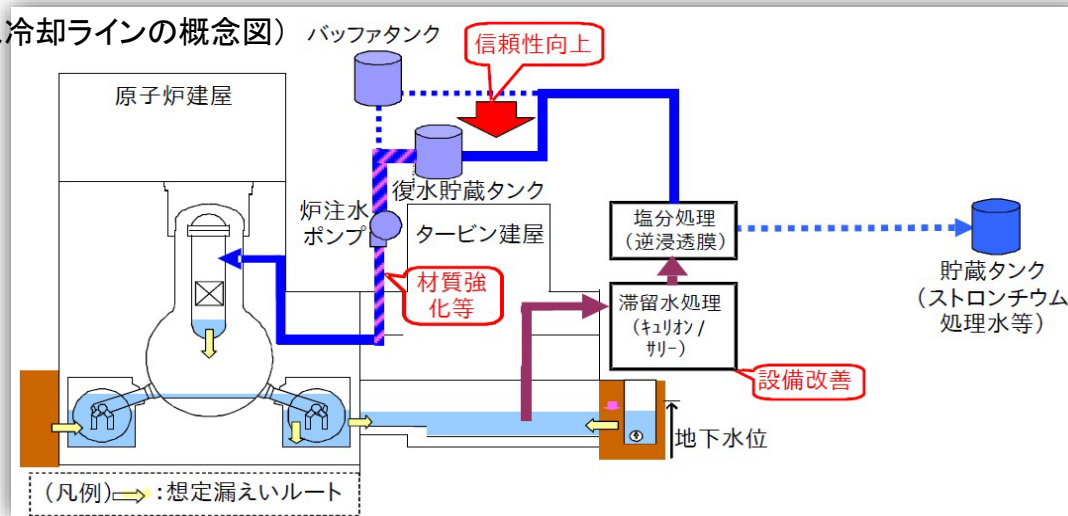 冷却ラインの概念図)
バッファタンク
信頼性向上
原子炉建屋
復水貯蔵タンク
炉注水
ポンプ
タービン建屋
塩分処理
(逆浸透膜)
貯蔵タンク
(ストロンチウム
処理水等)
材質強
化等
滞留水処理
(ｷｭﾘｵﾝ /
ｻﾘｰ)
設備改善
地下水位
(凡例) :想定漏えいルート